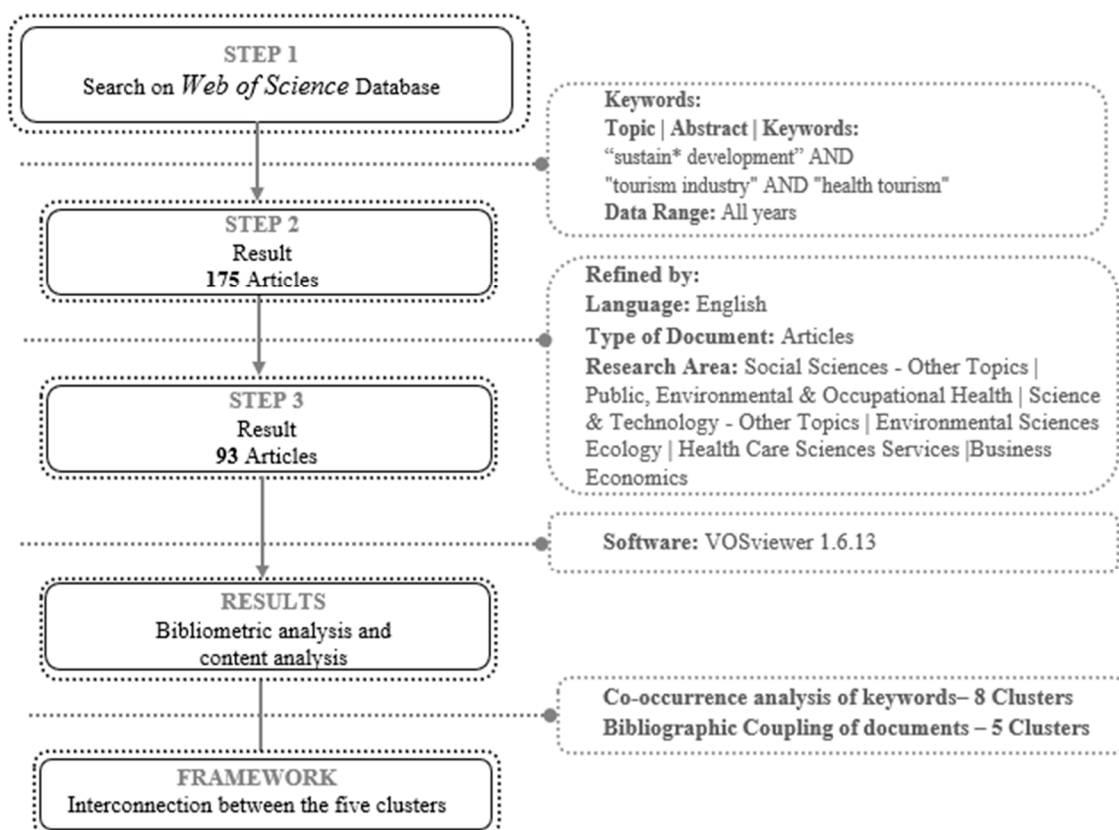 STEP 1
Search on Web of Science Database
Keywords:
Topic | Abstract | Keywords:
“sustain* development” AND
"tourism industry" AND "health tourism"
Data Range: All years
STEP 2
Result
175 Articles
Refined by:
Language: English
Type of Document: Articles
Research Area: Social Sciences - Other Topics |
Public, Environmental & Occupational Health | Science
& Technology - Other Topics | Environmental Sciences
Ecology | Health Care Sciences Services |Business
Economics
STEP 3
Result
93 Articles
Software: VOSviewer 1.6.13
RESULTS
Bibliometric analysis and
content analysis
Co-occurrence analysis of keywords– 8 Clusters
Bibliographic Coupling of documents – 5 Clusters
FRAMEWORK
Interconnection between the five clusters